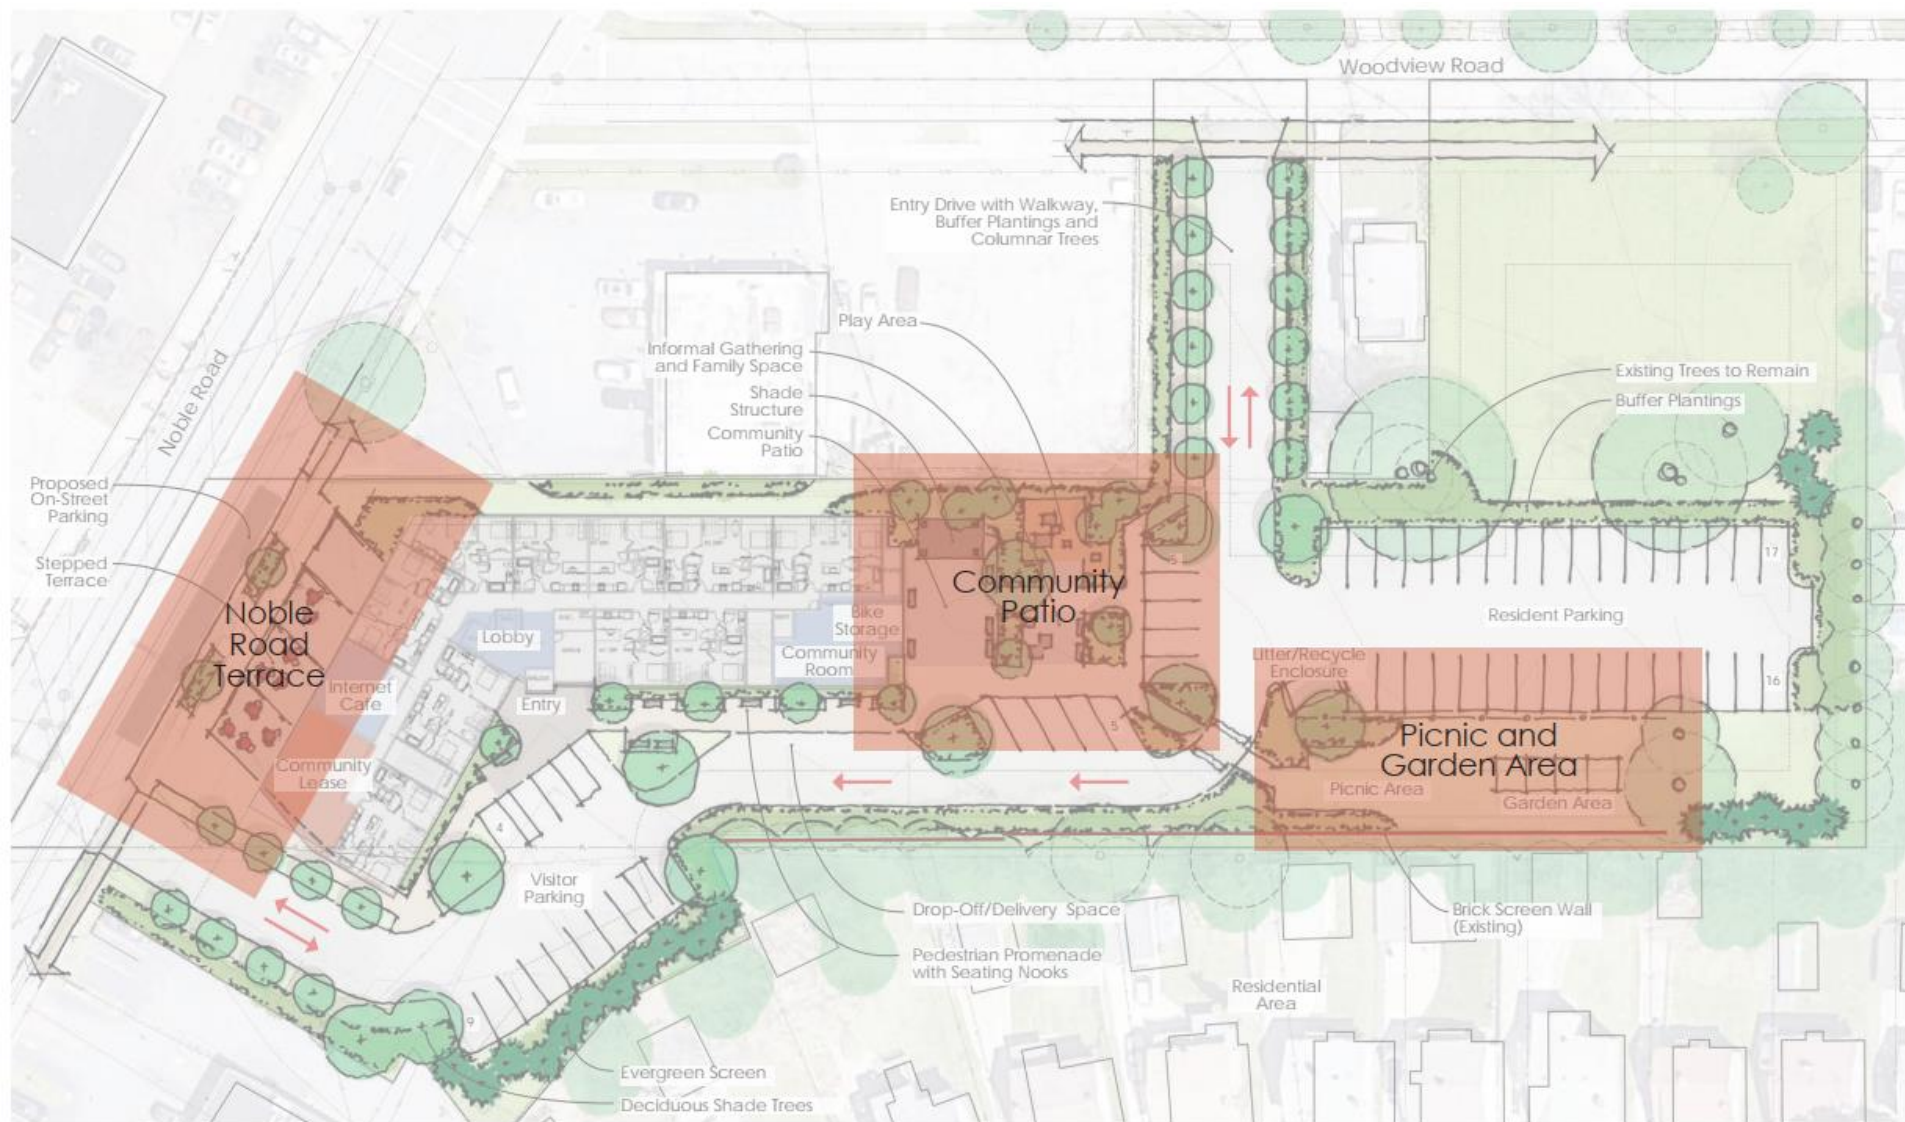 Woodview Road
Entry Drive with Walkway,
Buffer Plantings and
Columnar Trees
Play Area
Informal Gathering
and Family Space
Shade
Structure
Community
Patio
Noble Road
Existing Trees to Remain
Buffer Plantings
Proposed
On-Street
Parking
Stepped
Terrace
Noble
Road
Terrace
Lobby
Bike
Storage
Community
Room
Internet
Cafe
Entry
Community
Lease
Community
Patio
5
5
17
Resident Parking
16
Litter/Recycle
Enclosure
Picnic and
Garden Area
Picnic Area
Garden Area
4
Visitor
Parking
9
Drop-Off/Delivery Space
Pedestrian Promenade
with Seating Nooks
Brick Screen Wall
(Existing)
Residential
Area
Evergreen Screen
Deciduous Shade Trees